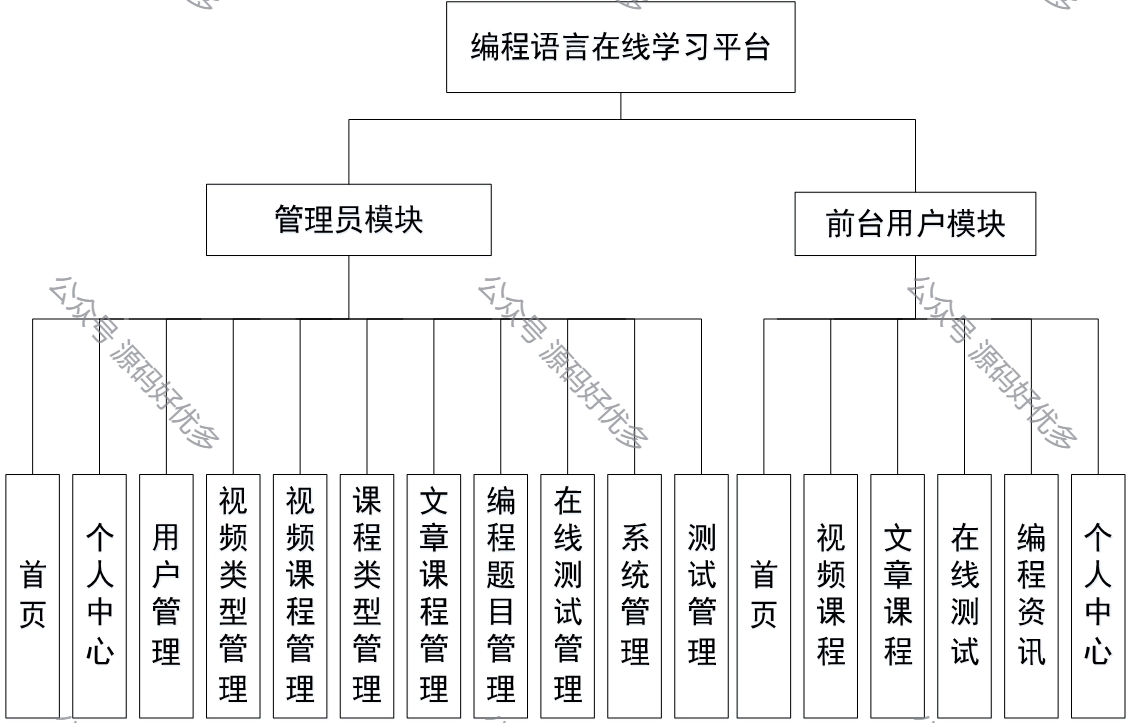 编程语言在线学习平台
管理员模块
前台用户模块
公众号 源码好优多
公众号 源码好优多
公众号 源码好优多
首页
个人中心
用户管理
视频类型管理
视频课程管理
课程类型管理
文章课程管理
编程题目管理
在线测试管理
系统管理
测试管理
首页
视频课程
文章课程
在线测试
编程资讯
个人中心